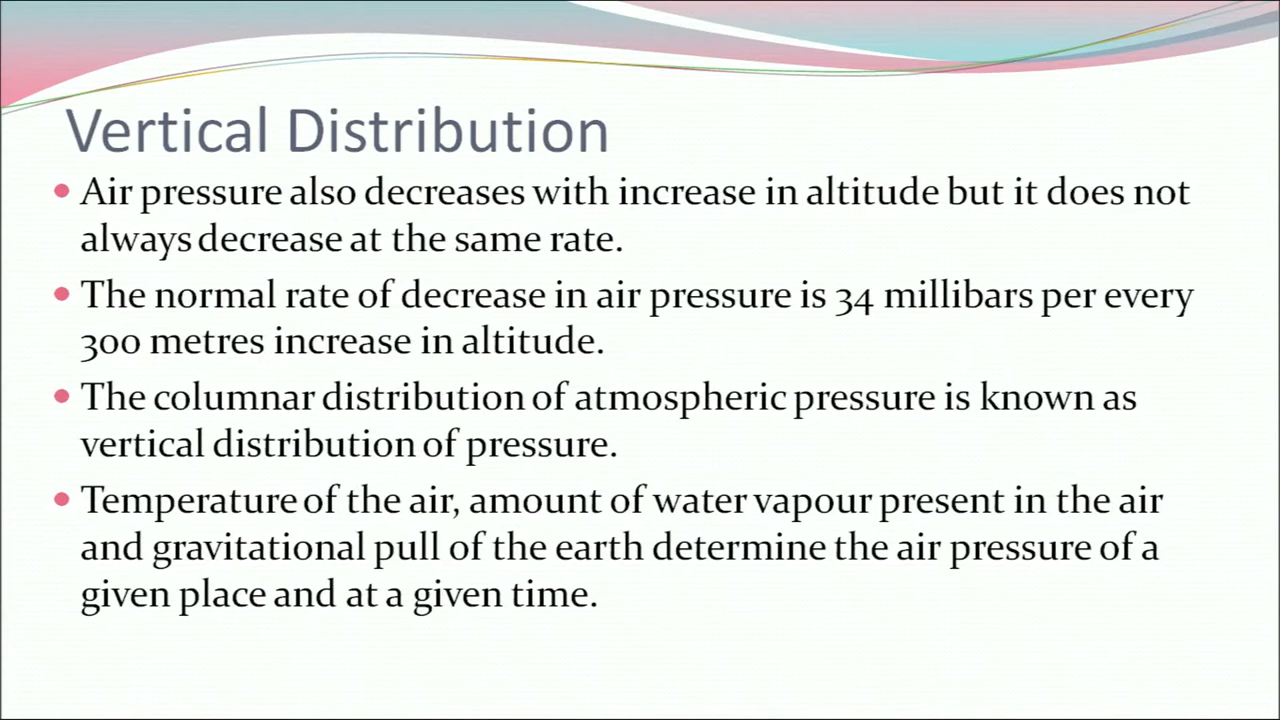 Vertical Distribution
• Air pressure also decreases with increase in altitude but it does not
always decrease at the same rate.
• The normal rate of decrease in air pressure is 34 millibars per every
300 metres increase in altitude.
• The columnar distribution of atmospheric pressure is known as
vertical distribution of pressure.
• Temperature of the air, amount of water vapour present in the air
and gravitational pull of the earth determine the air pressure of a
given place and at a given time.